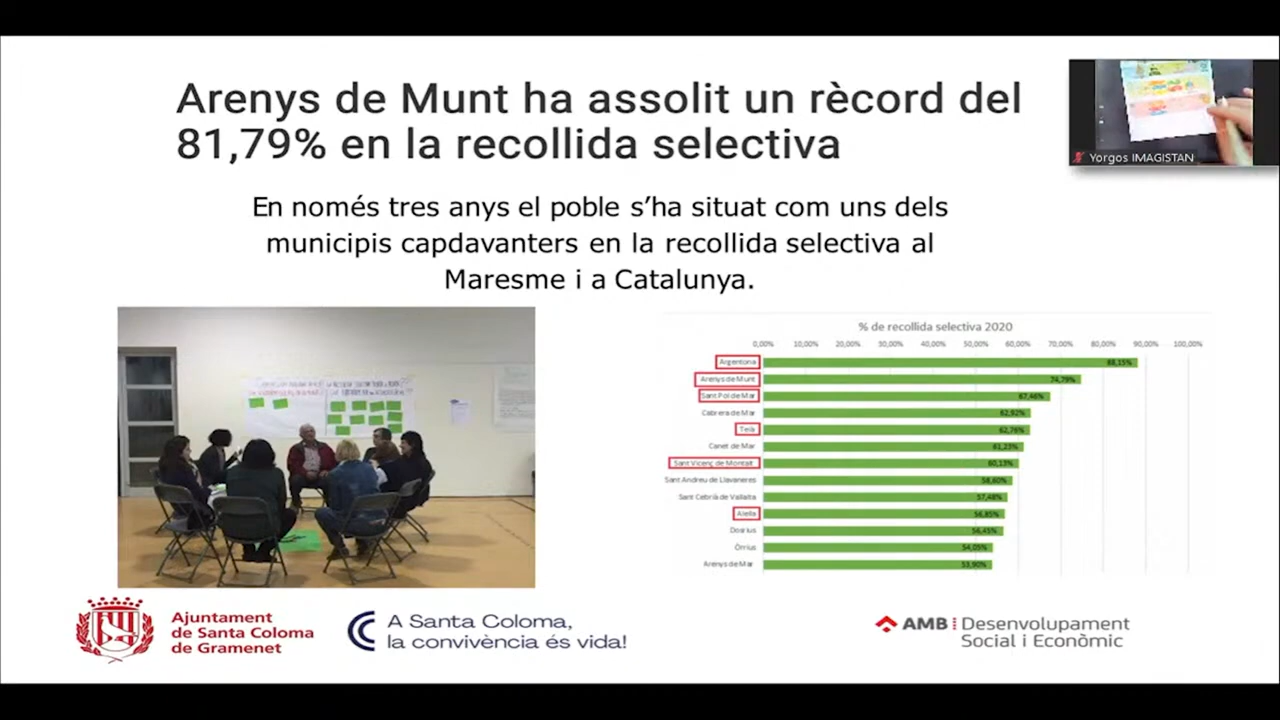 Arenys de Munt ha assolit un rècord del
81,79% en la recollida selectiva
Yorgos IMAGISTAN
En només tres anys el poble s’ha situat com uns dels
municipis capdavanters en la recollida selectiva al
Maresme i a Catalunya.
% de recollida selectiva 2020
0,00% 10,00% 20,00% 30,00% 40,00% 50,00% 60,00% 70,00% 80,00% 90,00% 100,00%
Argentona 88,15%
Arenys de Munt 74,79%
Sant Pol de Mar 67,46%
Cabrera de Mar 62,92%
Teià 62,76%
Canet de Mar 61,23%
Sant Vicenç de Montalt 60,13%
Sant Andreu de Llavaneres 58,60%
Sant Cebrià de Vallalta 57,48%
Alella 56,85%
Dosrius 56,45%
Òrrius 54,05%
Arenys de Mar 53,90%
Ajuntament
de Santa Coloma
de Gramenet
A Santa Coloma,
la convivència és vida!
AMB Desenvolupament
Social i Econòmic